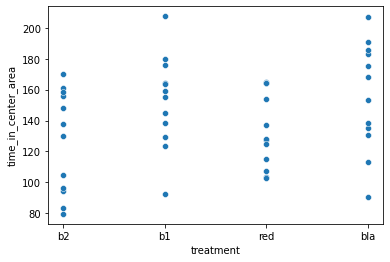 time_in_center_area
200
180
160
140
120
100
80
b2
b1
red
bla
treatment